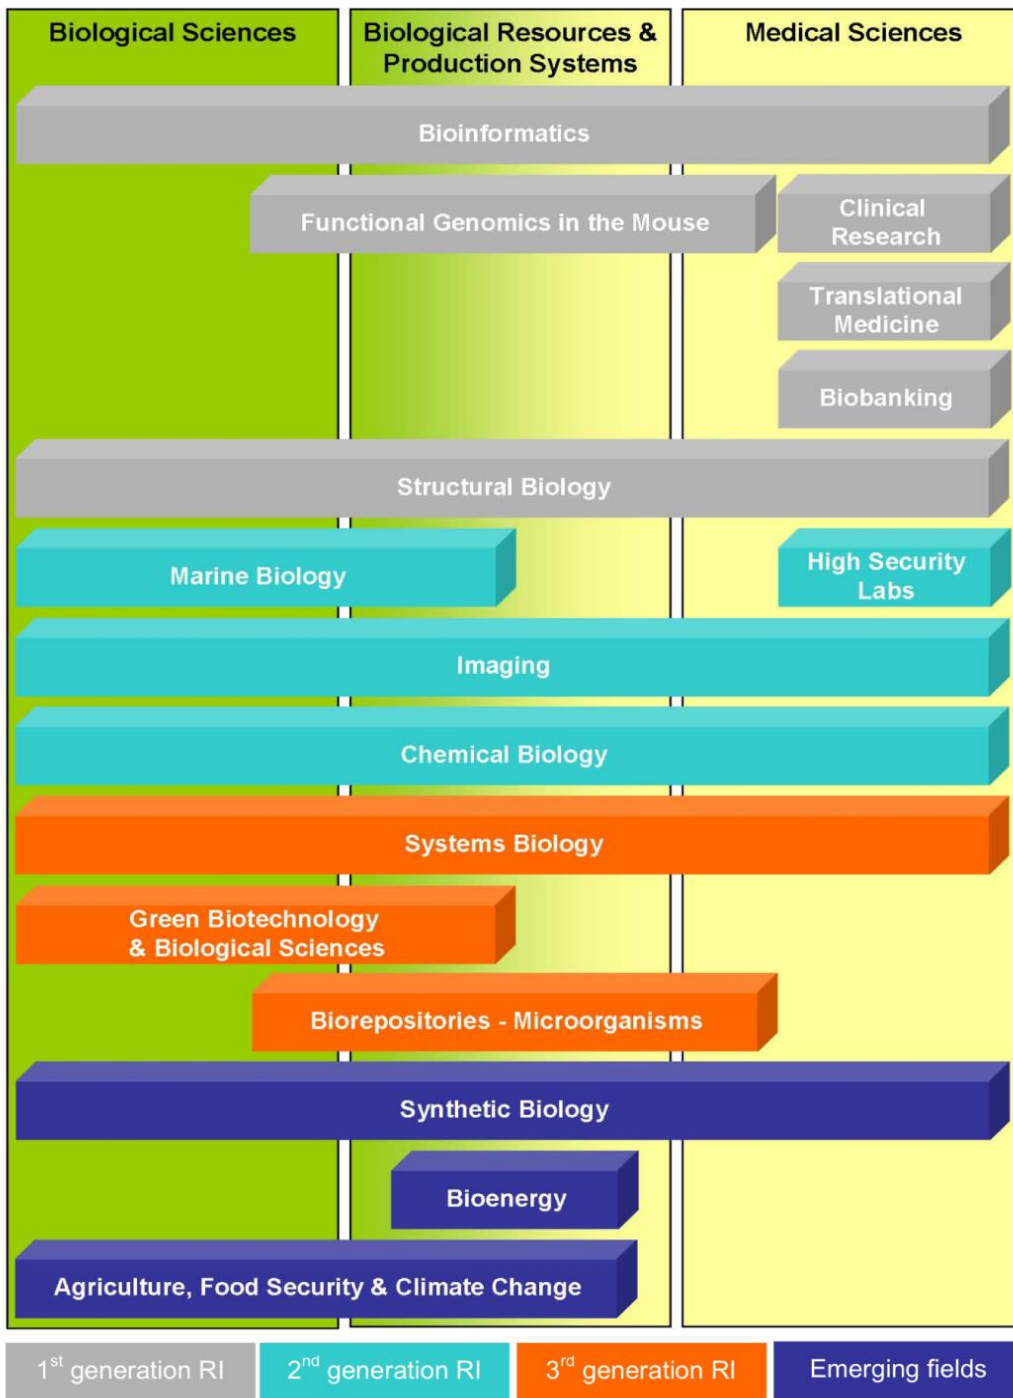 Biological Sciences
Biological Resources &
Production Systems
Medical Sciences
Bioinformatics
Functional Genomics in the Mouse
Clinical
Research
Translational
Medicine
Biobanking
Structural Biology
Marine Biology
High Security
Labs
Imaging
Chemical Biology
Systems Biology
Green Biotechnology
& Biological Sciences
Biorepositories - Microorganisms
Synthetic Biology
Bioenergy
Agriculture, Food Security & Climate Change
1st generation RI
2nd generation RI
3rd generation RI
Emerging fields